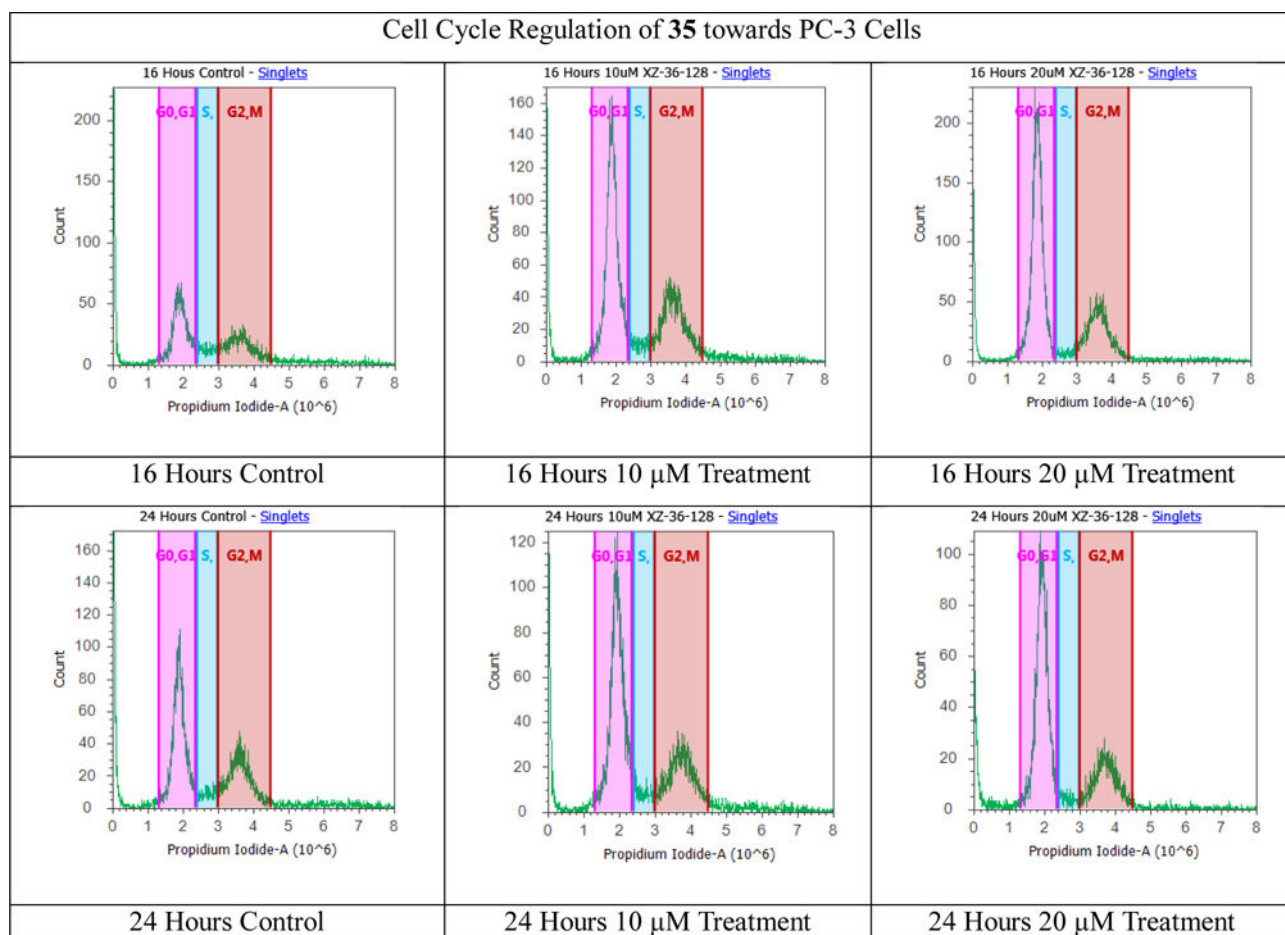 Cell Cycle Regulation of 35 towards PC-3 Cells
16 Hous Control - Singlets
G0,G1 S, G2,M
200
150
100
50
0
Count
0 1 2 3 4 5 6 7 8
Propidium Iodide-A (10^6)
16 Hours 10uM XZ-36-128 - Singlets
G0,G1 S, G2,M
160
140
120
100
80
60
40
20
0
Count
0 1 2 3 4 5 6 7 8
Propidium Iodide-A (10^6)
16 Hours 20uM XZ-36-128 - Singlets
G0,G1 S, G2,M
200
150
100
50
0
Count
0 1 2 3 4 5 6 7 8
Propidium Iodide-A (10^6)
16 Hours Control
16 Hours 10 μM Treatment
16 Hours 20 μM Treatment
24 Hours Control - Singlets
G0,G1 S, G2,M
160
140
120
100
80
60
40
20
0
Count
0 1 2 3 4 5 6 7 8
Propidium Iodide-A (10^6)
24 Hours 10uM XZ-36-128 - Singlets
G0,G1 S, G2,M
120
100
80
60
40
20
0
Count
0 1 2 3 4 5 6 7 8
Propidium Iodide-A (10^6)
24 Hours 20uM XZ-36-128 - Singlets
G0,G1 S, G2,M
100
80
60
40
20
0
Count
0 1 2 3 4 5 6 7 8
Propidium Iodide-A (10^6)
24 Hours Control
24 Hours 10 μM Treatment
24 Hours 20 μM Treatment